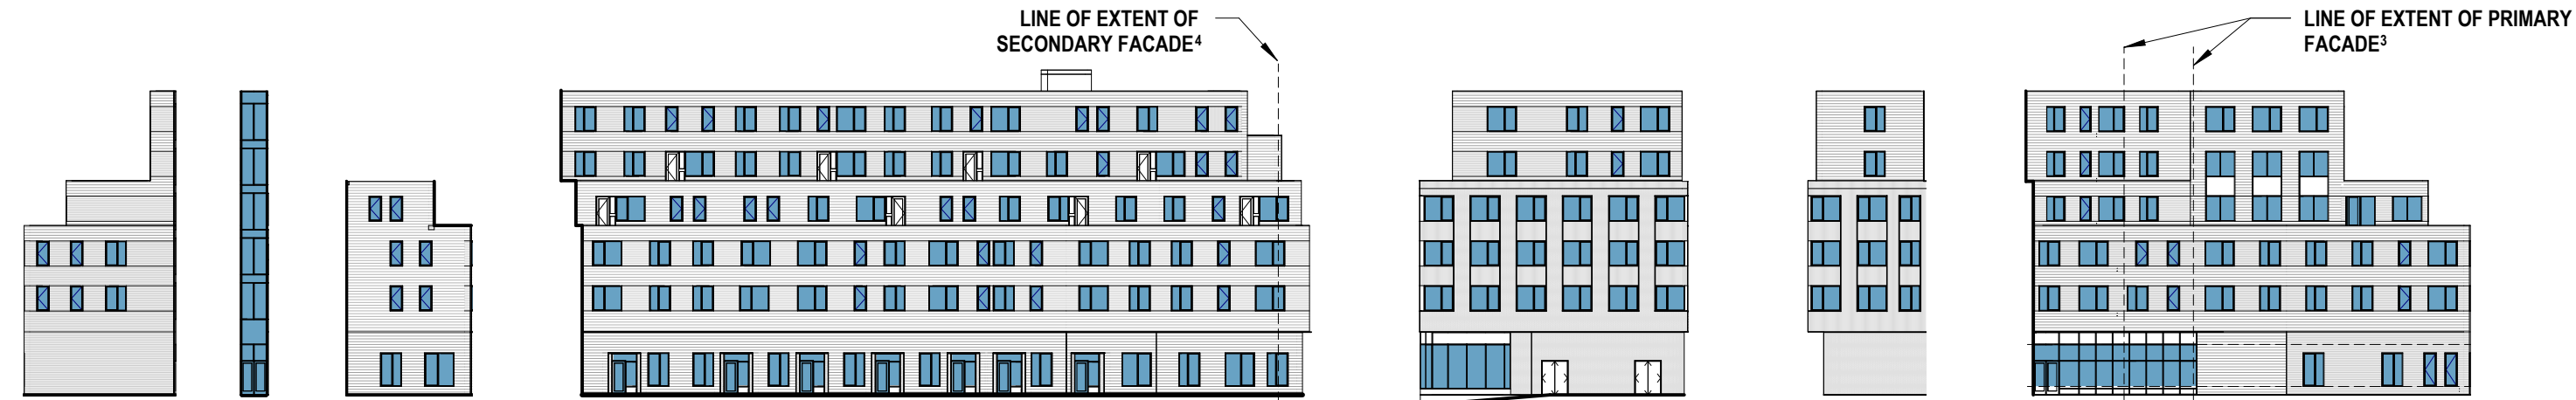 LINE OF EXTENT OF
SECONDARY FACADE⁴
LINE OF EXTENT OF PRIMARY
FACADE³